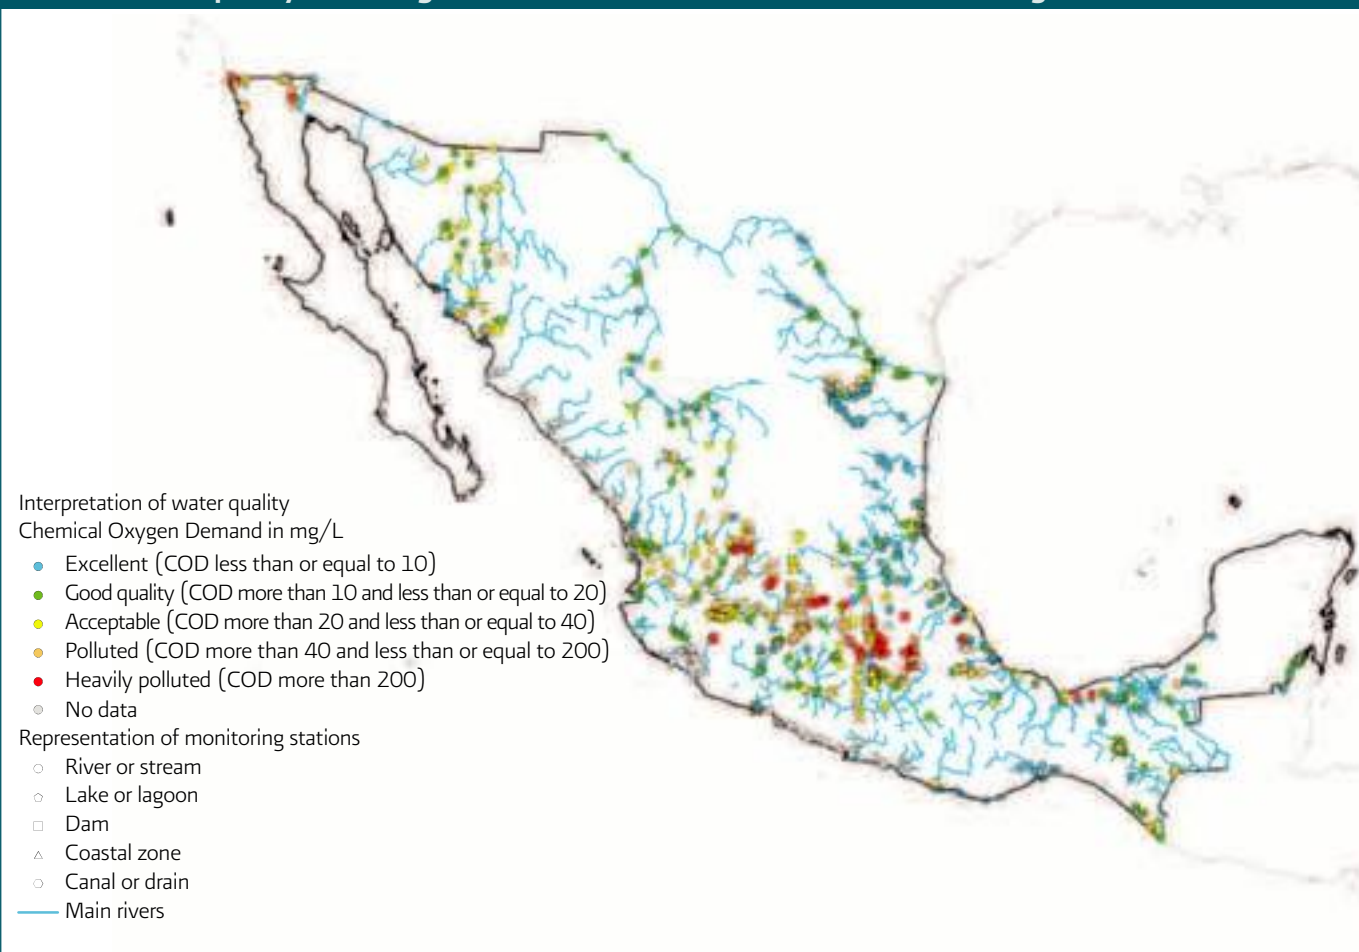 Interpretation of water quality
Chemical Oxygen Demand in mg/L
Excellent (COD less than or equal to 10)
Good quality (COD more than 10 and less than or equal to 20)
Acceptable (COD more than 20 and less than or equal to 40)
Polluted (COD more than 40 and less than or equal to 200)
Heavily polluted (COD more than 200)
No data
Representation of monitoring stations
River or stream
Lake or lagoon
Dam
Coastal zone
Canal or drain
Main rivers